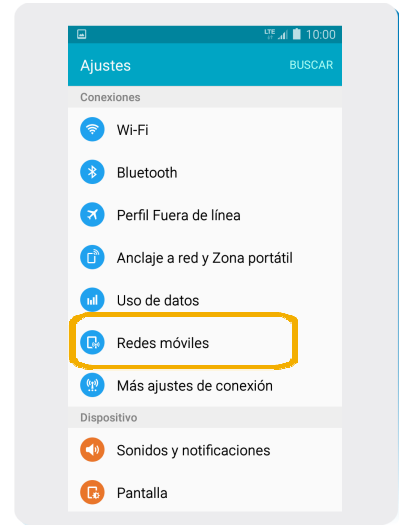 LTE 10:00
Ajustes BUSCAR
Conexiones
Wi-Fi
Bluetooth
Perfil Fuera de línea
Anclaje a red y Zona portátil
Uso de datos
Redes móviles
Más ajustes de conexión
Dispositivo
Sonidos y notificaciones
Pantalla